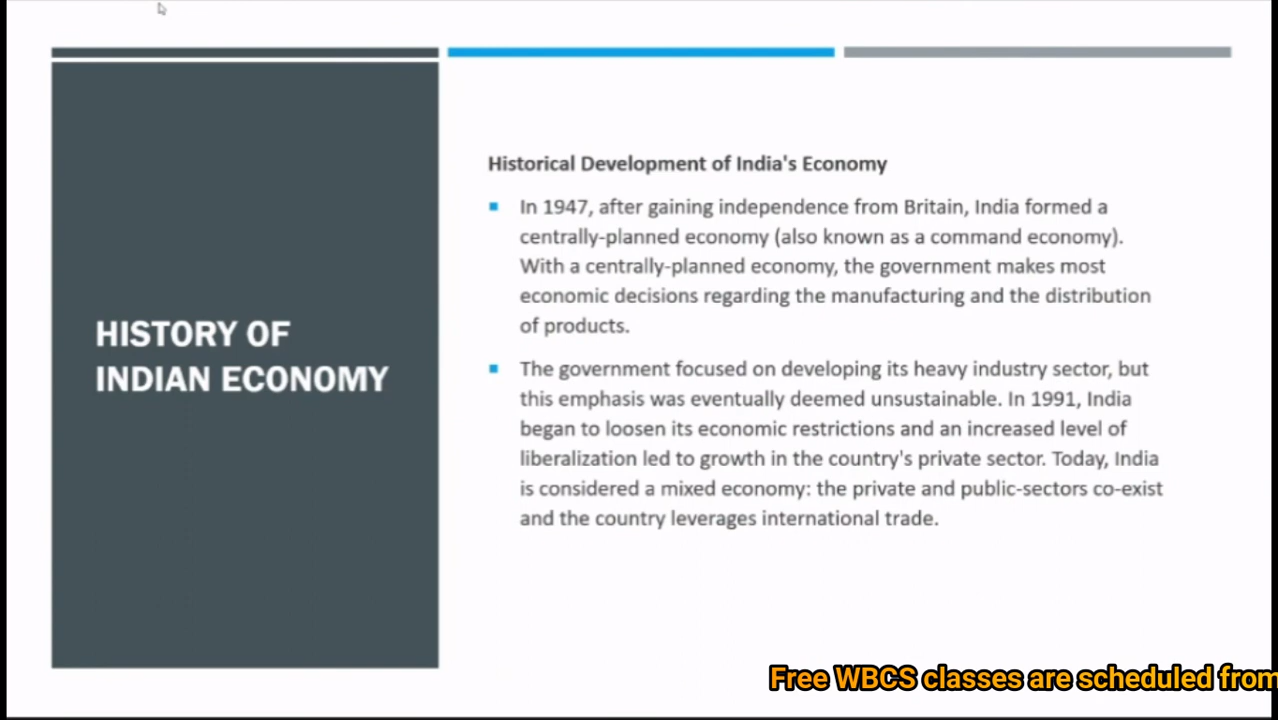 HISTORY OF
INDIAN ECONOMY
Historical Development of India's Economy
In 1947, after gaining independence from Britain, India formed a
centrally-planned economy (also known as a command economy).
With a centrally-planned economy, the government makes most
economic decisions regarding the manufacturing and the distribution
of products.
The government focused on developing its heavy industry sector, but
this emphasis was eventually deemed unsustainable. In 1991, India
began to loosen its economic restrictions and an increased level of
liberalization led to growth in the country's private sector. Today, India
is considered a mixed economy: the private and public-sectors co-exist
and the country leverages international trade.
Free WBCS classes are scheduled from